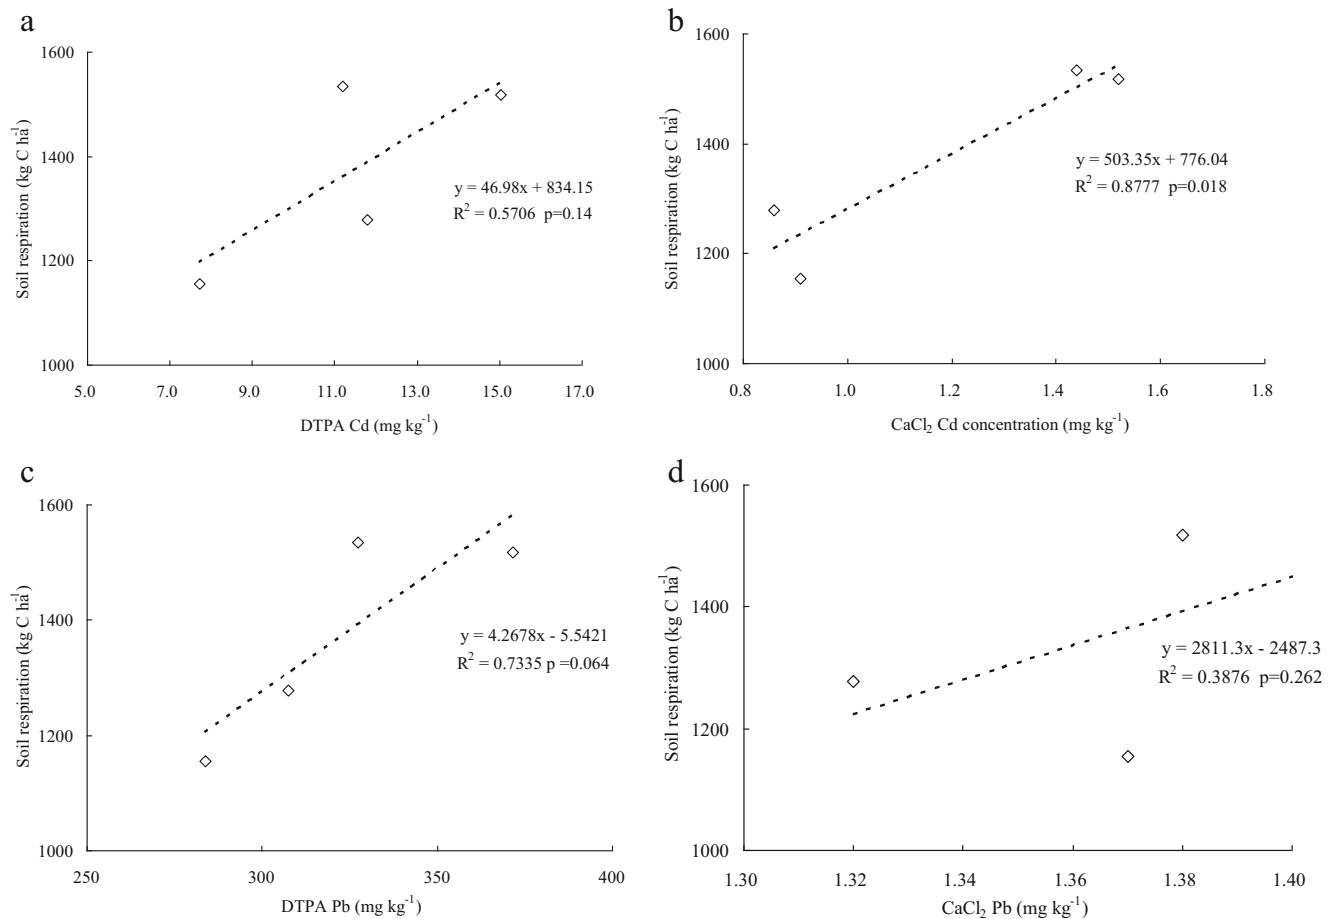 a
1600
1400
1200
1000
Soil respiration (kg C ha-1)
y = 46.98x + 834.15
R2 = 0.5706 p=0.14
5.0 7.0 9.0 11.0 13.0 15.0 17.0
DTPA Cd (mg kg-1)
b
1600
1400
1200
1000
Soil respiration (kg C ha-1)
y = 503.35x + 776.04
R2 = 0.8777 p=0.018
0.8 1.0 1.2 1.4 1.6 1.8
CaCl2 Cd concentration (mg kg-1)
c
1600
1400
1200
1000
Soil respiration (kg C ha-1)
y = 4.2678x - 5.5421
R2 = 0.7335 p =0.064
250 300 350 400
DTPA Pb (mg kg-1)
d
1600
1400
1200
1000
Soil respiration (kg C ha-1)
y = 2811.3x - 2487.3
R2 = 0.3876 p=0.262
1.30 1.32 1.34 1.36 1.38 1.40
CaCl2 Pb (mg kg-1)